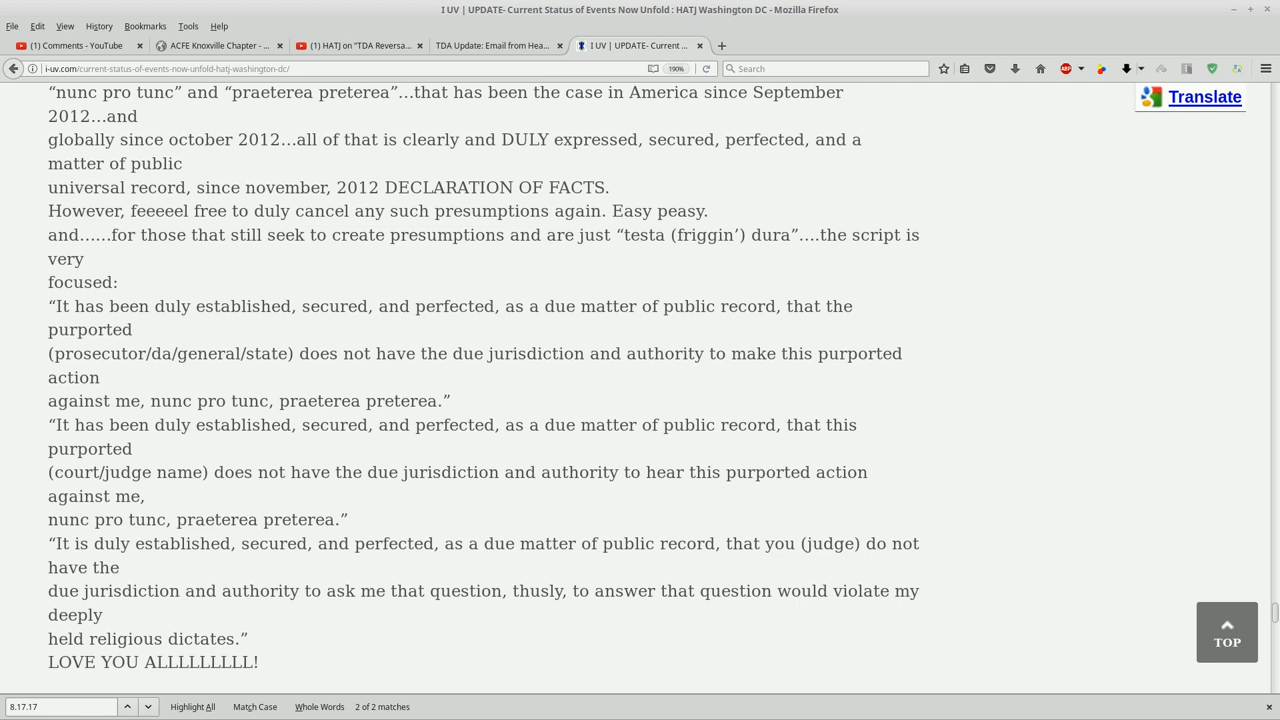 I UV | UPDATE- Current Status of Events Now Unfold : HATJ Washington DC - Mozilla Firefox
File Edit View History Bookmarks Tools Help
(1) Comments - YouTube
ACFE Knoxville Chapter - ...
(1) HATJ on "TDA Reversa...
TDA Update: Email from Hea...
I UV | UPDATE- Current ...
i-uv.com/current-status-of-events-now-unfold-hatj-washington-dc/
190%
Search
ABP
Translate
“nunc pro tunc” and “praeterea preterea”…that has been the case in America since September
2012…and
globally since october 2012…all of that is clearly and DULY expressed, secured, perfected, and a
matter of public
universal record, since november, 2012 DECLARATION OF FACTS.
However, feeeeel free to duly cancel any such presumptions again. Easy peasy.
and……for those that still seek to create presumptions and are just “testa (friggin’) dura”….the script is
very
focused:
“It has been duly established, secured, and perfected, as a due matter of public record, that the
purported
(prosecutor/da/general/state) does not have the due jurisdiction and authority to make this purported
action
against me, nunc pro tunc, praeterea preterea.”
“It has been duly established, secured, and perfected, as a due matter of public record, that this
purported
(court/judge name) does not have the due jurisdiction and authority to hear this purported action
against me,
nunc pro tunc, praeterea preterea.”
“It is duly established, secured, and perfected, as a due matter of public record, that you (judge) do not
have the
due jurisdiction and authority to ask me that question, thusly, to answer that question would violate my
deeply
held religious dictates.”
LOVE YOU ALLLLLLLLL!
TOP
8.17.17
Highlight All
Match Case
Whole Words
2 of 2 matches